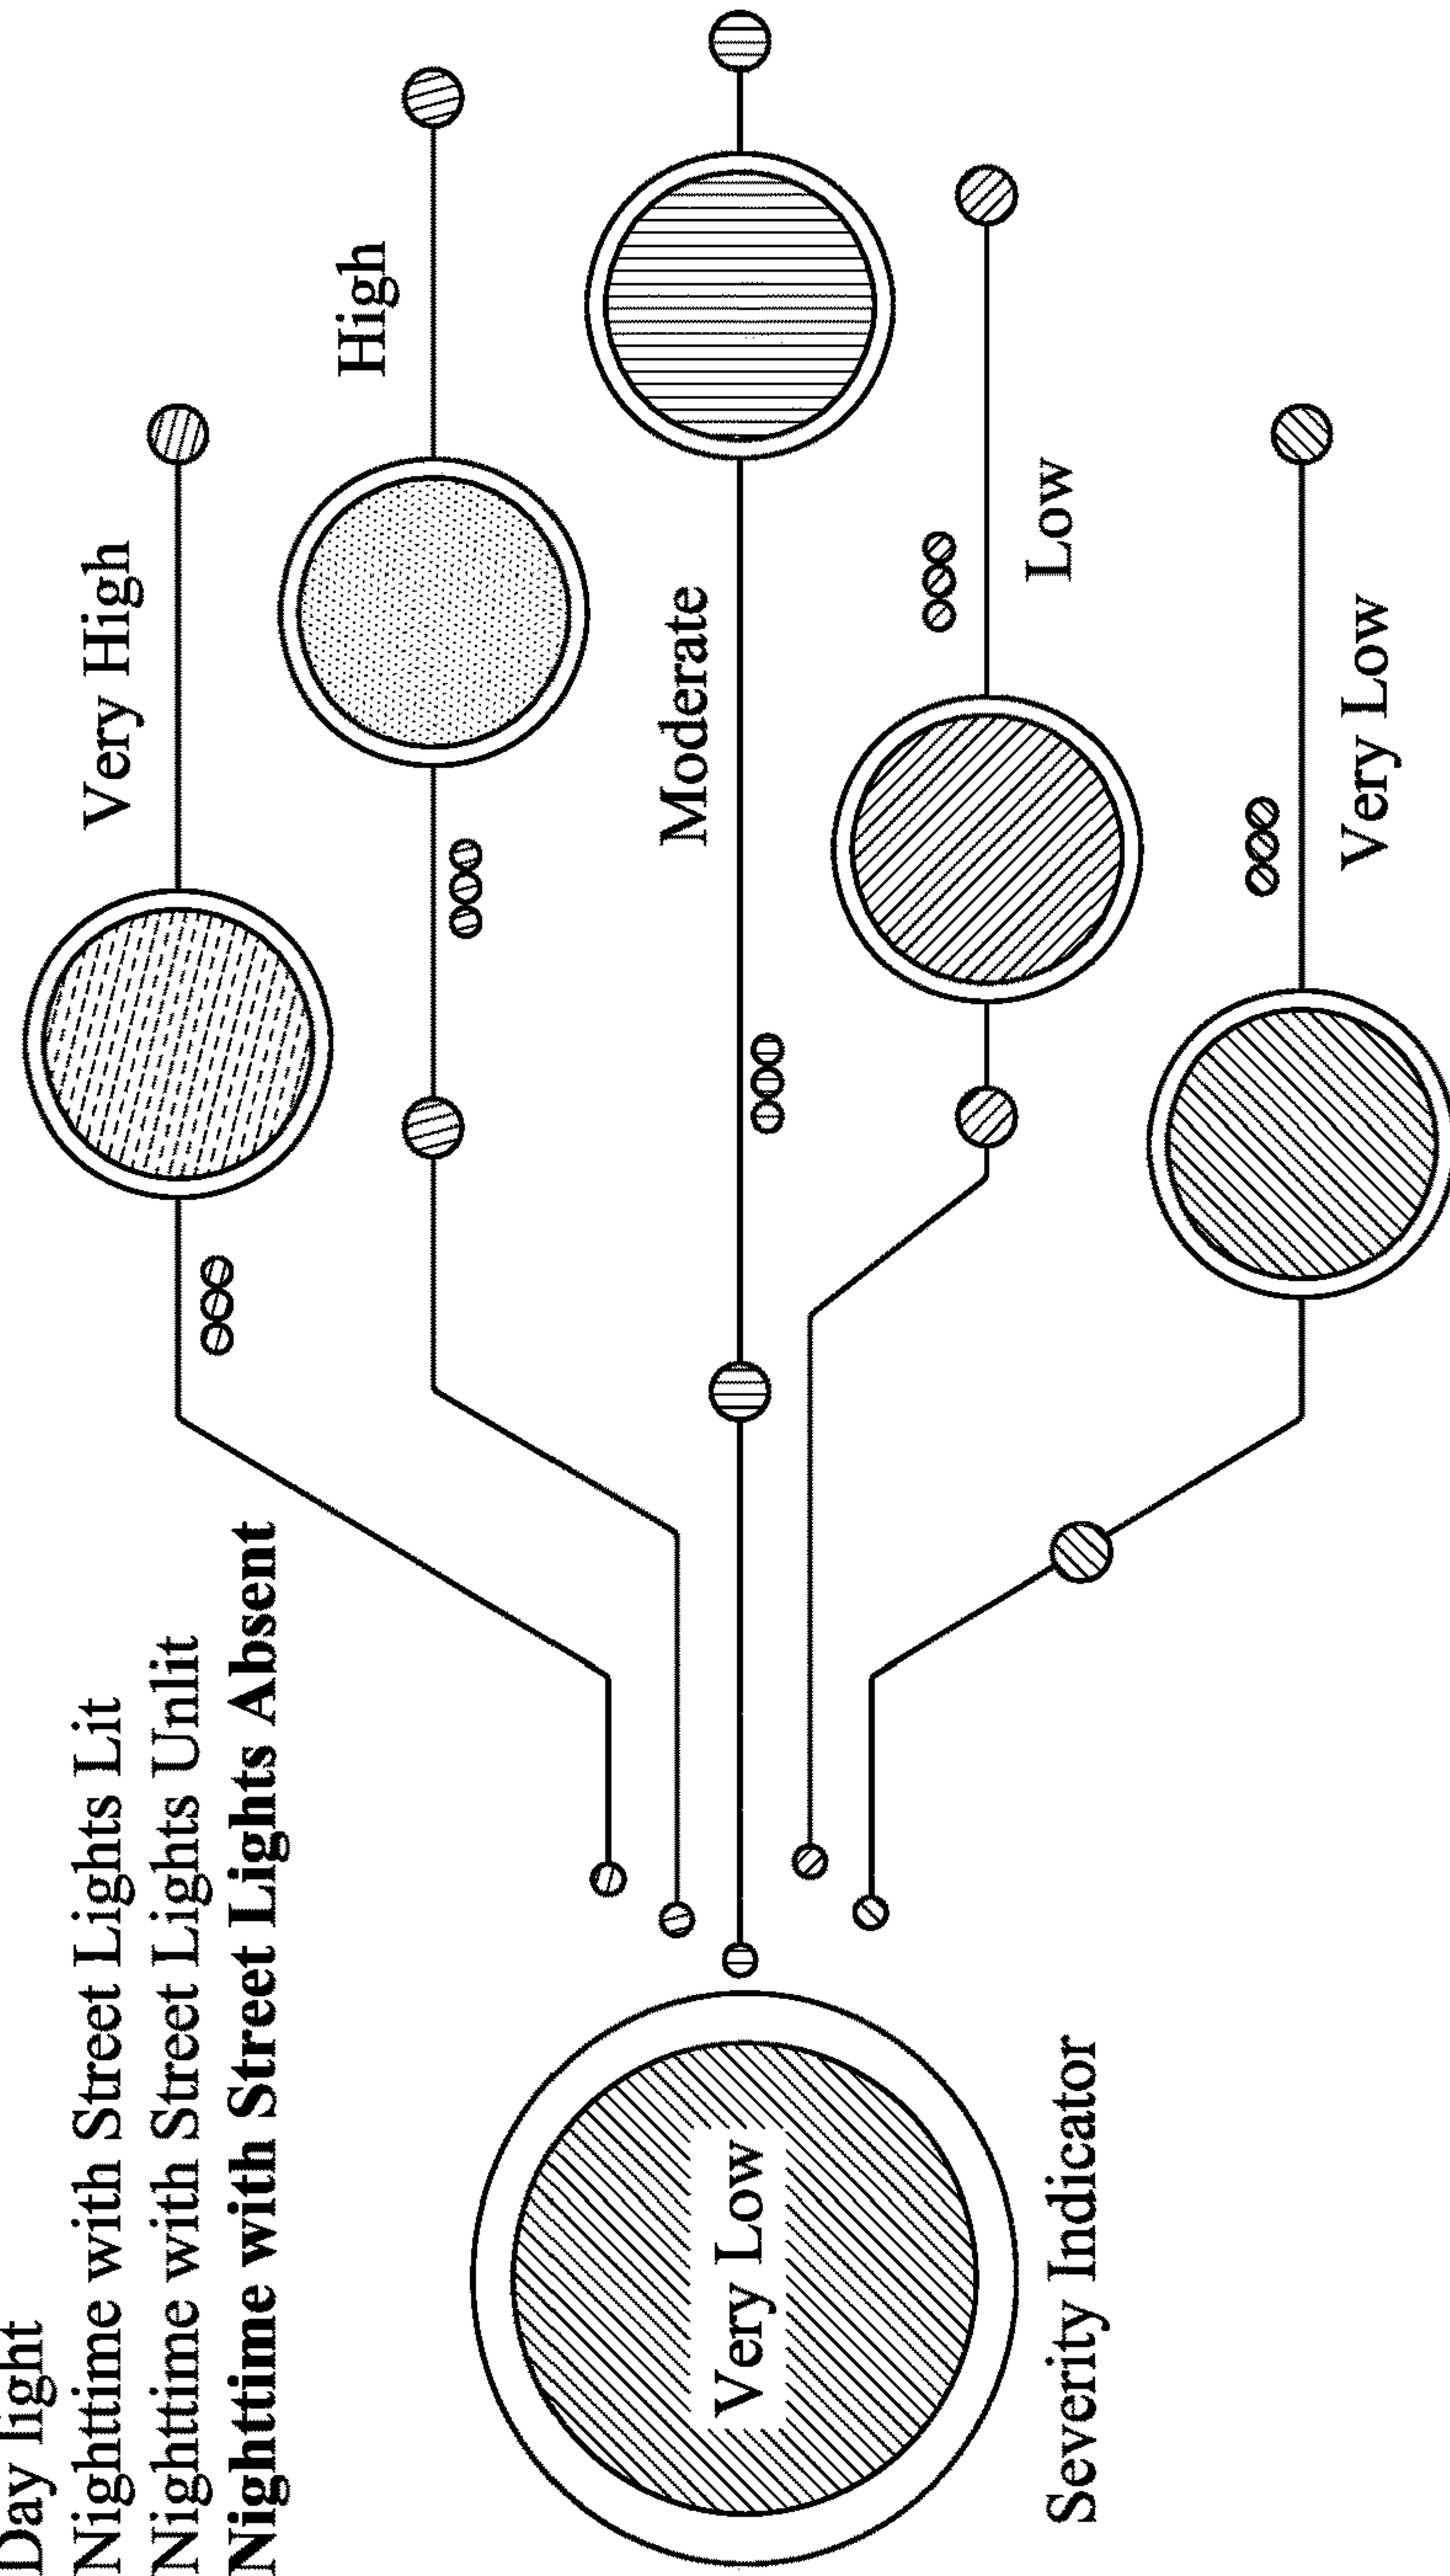 Day light
Nighttime with Street Lights Lit
Nighttime with Street Lights Unlit
Nighttime with Street Lights Absent
Very High
High
Moderate
Low
Very Low
Very Low
Severity Indicator